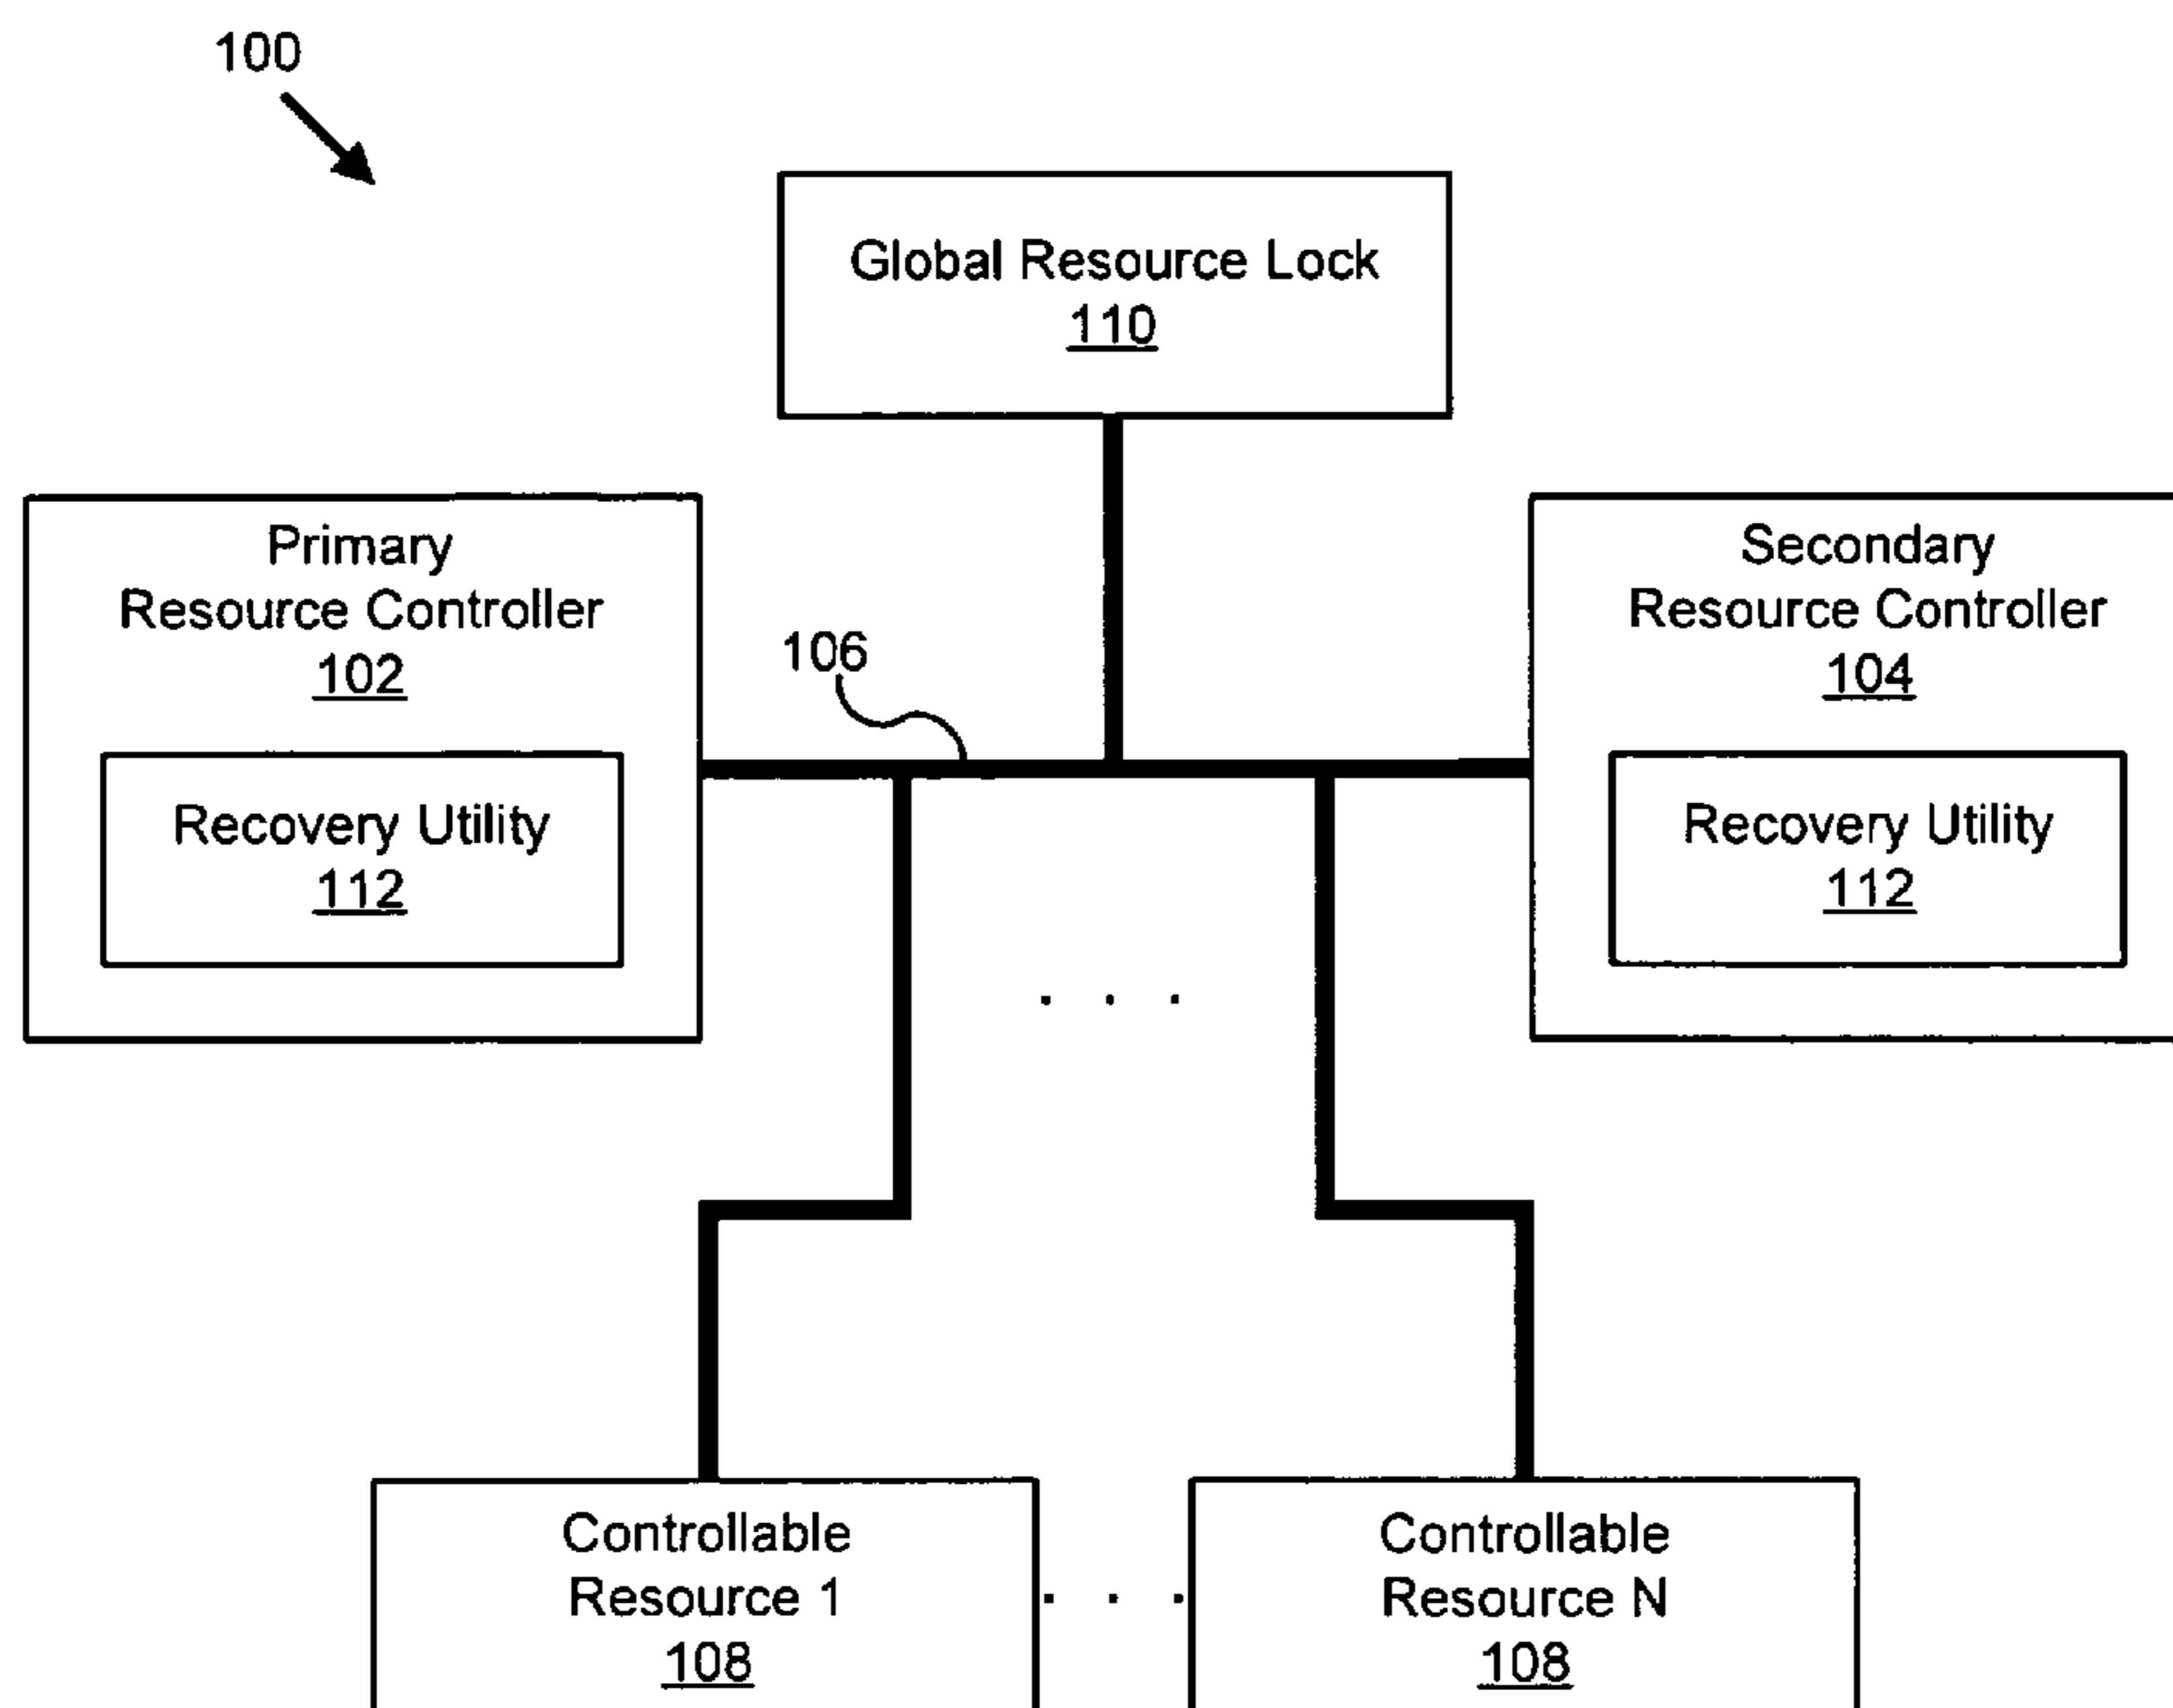 100
Global Resource Lock
110
Primary
Resource Controller
102
Recovery Utility
112
106
Secondary
Resource Controller
104
Recovery Utility
112
. . .
Controllable
Resource 1
108
. . .
Controllable
Resource N
108